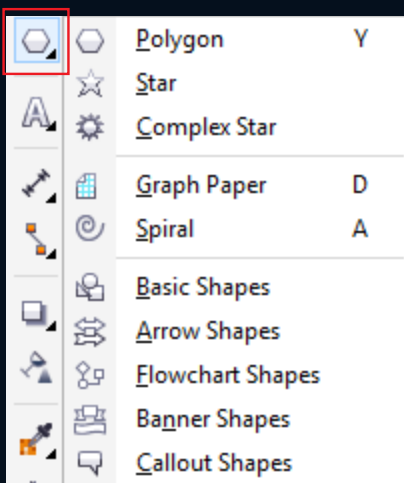 Polygon Y
Star
Complex Star
Graph Paper D
Spiral A
Basic Shapes
Arrow Shapes
Flowchart Shapes
Banner Shapes
Callout Shapes